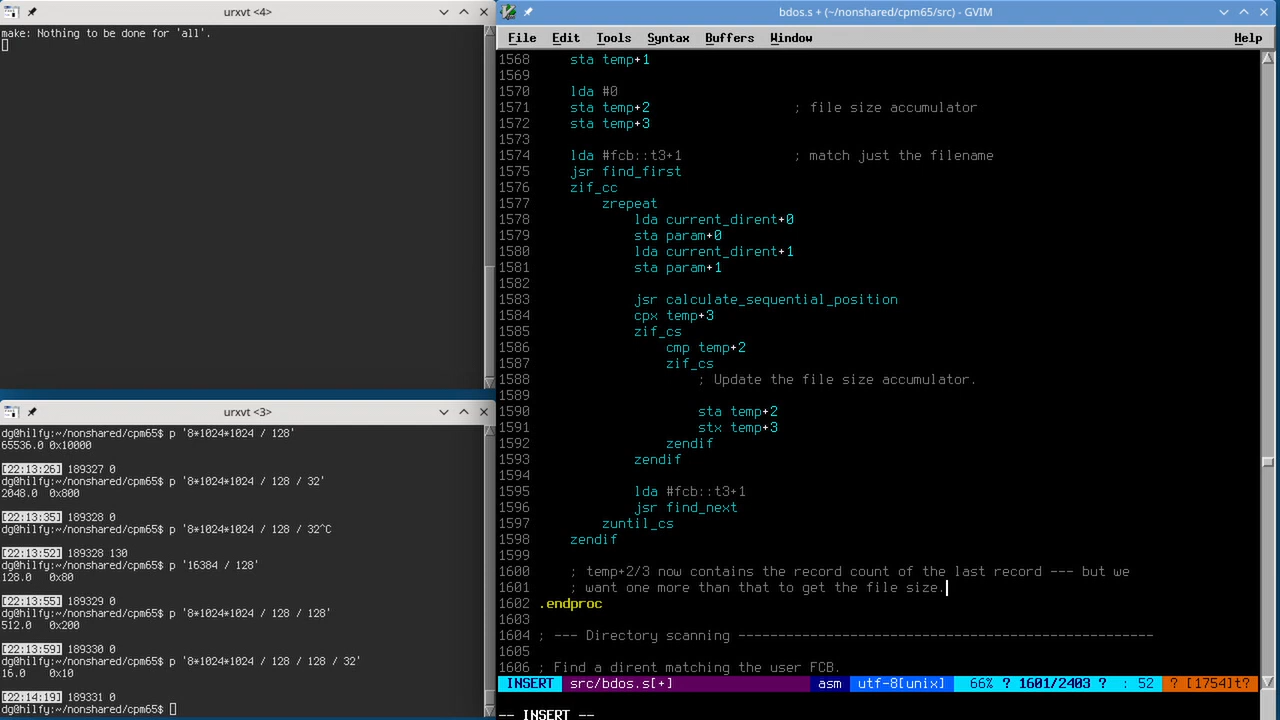 urxvt <4>
make: Nothing to be done for 'all'.
urxvt <3>
dg@hilfy:~/nonshared/cpm65$ p '8*1024*1024 / 128'
65536.0 0x10000
[22:13:26] 189327 0
dg@hilfy:~/nonshared/cpm65$ p '8*1024*1024 / 128 / 32'
2048.0 0x800
[22:13:35] 189328 0
dg@hilfy:~/nonshared/cpm65$ p '8*1024*1024 / 128 / 32^C
[22:13:52] 189328 130
dg@hilfy:~/nonshared/cpm65$ p '16384 / 128'
128.0 0x80
[22:13:55] 189329 0
dg@hilfy:~/nonshared/cpm65$ p '8*1024*1024 / 128 / 128'
512.0 0x200
[22:13:59] 189330 0
dg@hilfy:~/nonshared/cpm65$ p '8*1024*1024 / 128 / 128 / 32'
16.0 0x10
[22:14:19] 189331 0
dg@hilfy:~/nonshared/cpm65$
bdos.s + (~/nonshared/cpm65/src) - GVIM
File Edit Tools Syntax Buffers Window Help
1568 sta temp+1
1569
1570 lda #0
1571 sta temp+2 ; file size accumulator
1572 sta temp+3
1573
1574 lda #fcb::t3+1 ; match just the filename
1575 jsr find_first
1576 zif_cc
1577 zrepeat
1578 lda current_dirent+0
1579 sta param+0
1580 lda current_dirent+1
1581 sta param+1
1582
1583 jsr calculate_sequential_position
1584 cpx temp+3
1585 zif_cs
1586 cmp temp+2
1587 zif_cs
1588 ; Update the file size accumulator.
1589
1590 sta temp+2
1591 stx temp+3
1592 zendif
1593 zendif
1594
1595 lda #fcb::t3+1
1596 jsr find_next
1597 zuntil_cs
1598 zendif
1599
1600 ; temp+2/3 now contains the record count of the last record --- but we
1601 ; want one more than that to get the file size.
1602 .endproc
1603
1604 ; --- Directory scanning ----------------------------------------------------
1605
1606 ; Find a dirent matching the user FCB.
INSERT src/bdos.s[+] asm utf-8[unix] 66% ? 1601/2403 ? : 52 ? [1754]t?
-- INSERT --